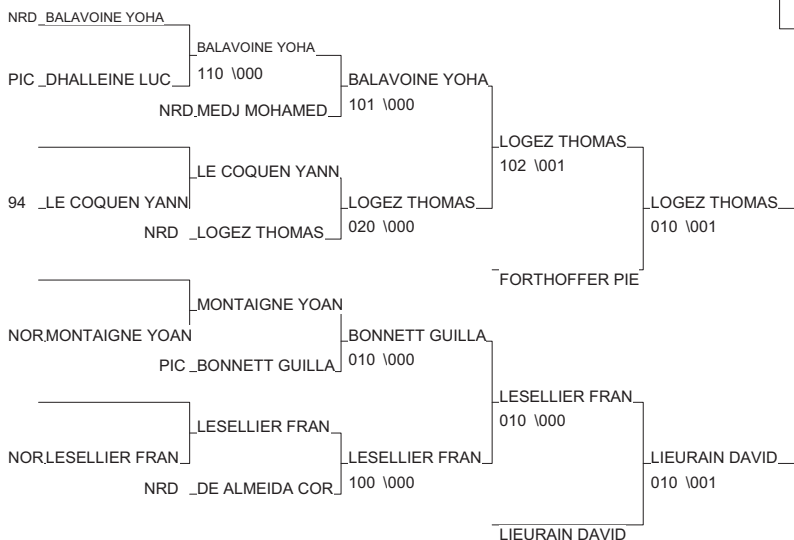 NRD BALAVOINE YOHA
BALAVOINE YOHA
PIC DHALLEINE LUC
110 \000
BALAVOINE YOHA
NRD MEDJ MOHAMED
101 \000
LOGEZ THOMAS
102 \001
LE COQUEN YANN
94 LE COQUEN YANN
LOGEZ THOMAS
LOGEZ THOMAS
NRD LOGEZ THOMAS
020 \000
010 \001
FORTHOFFER PIE
MONTAIGNE YOAN
NOR MONTAIGNE YOAN
BONNETT GUILLA
PIC BONNETT GUILLA
010 \000
LESELLIER FRAN
010 \000
LESELLIER FRAN
NOR LESELLIER FRAN
LESELLIER FRAN
LIEURAIN DAVID
NRD DE ALMEIDA COR
100 \000
010 \001
LIEURAIN DAVID